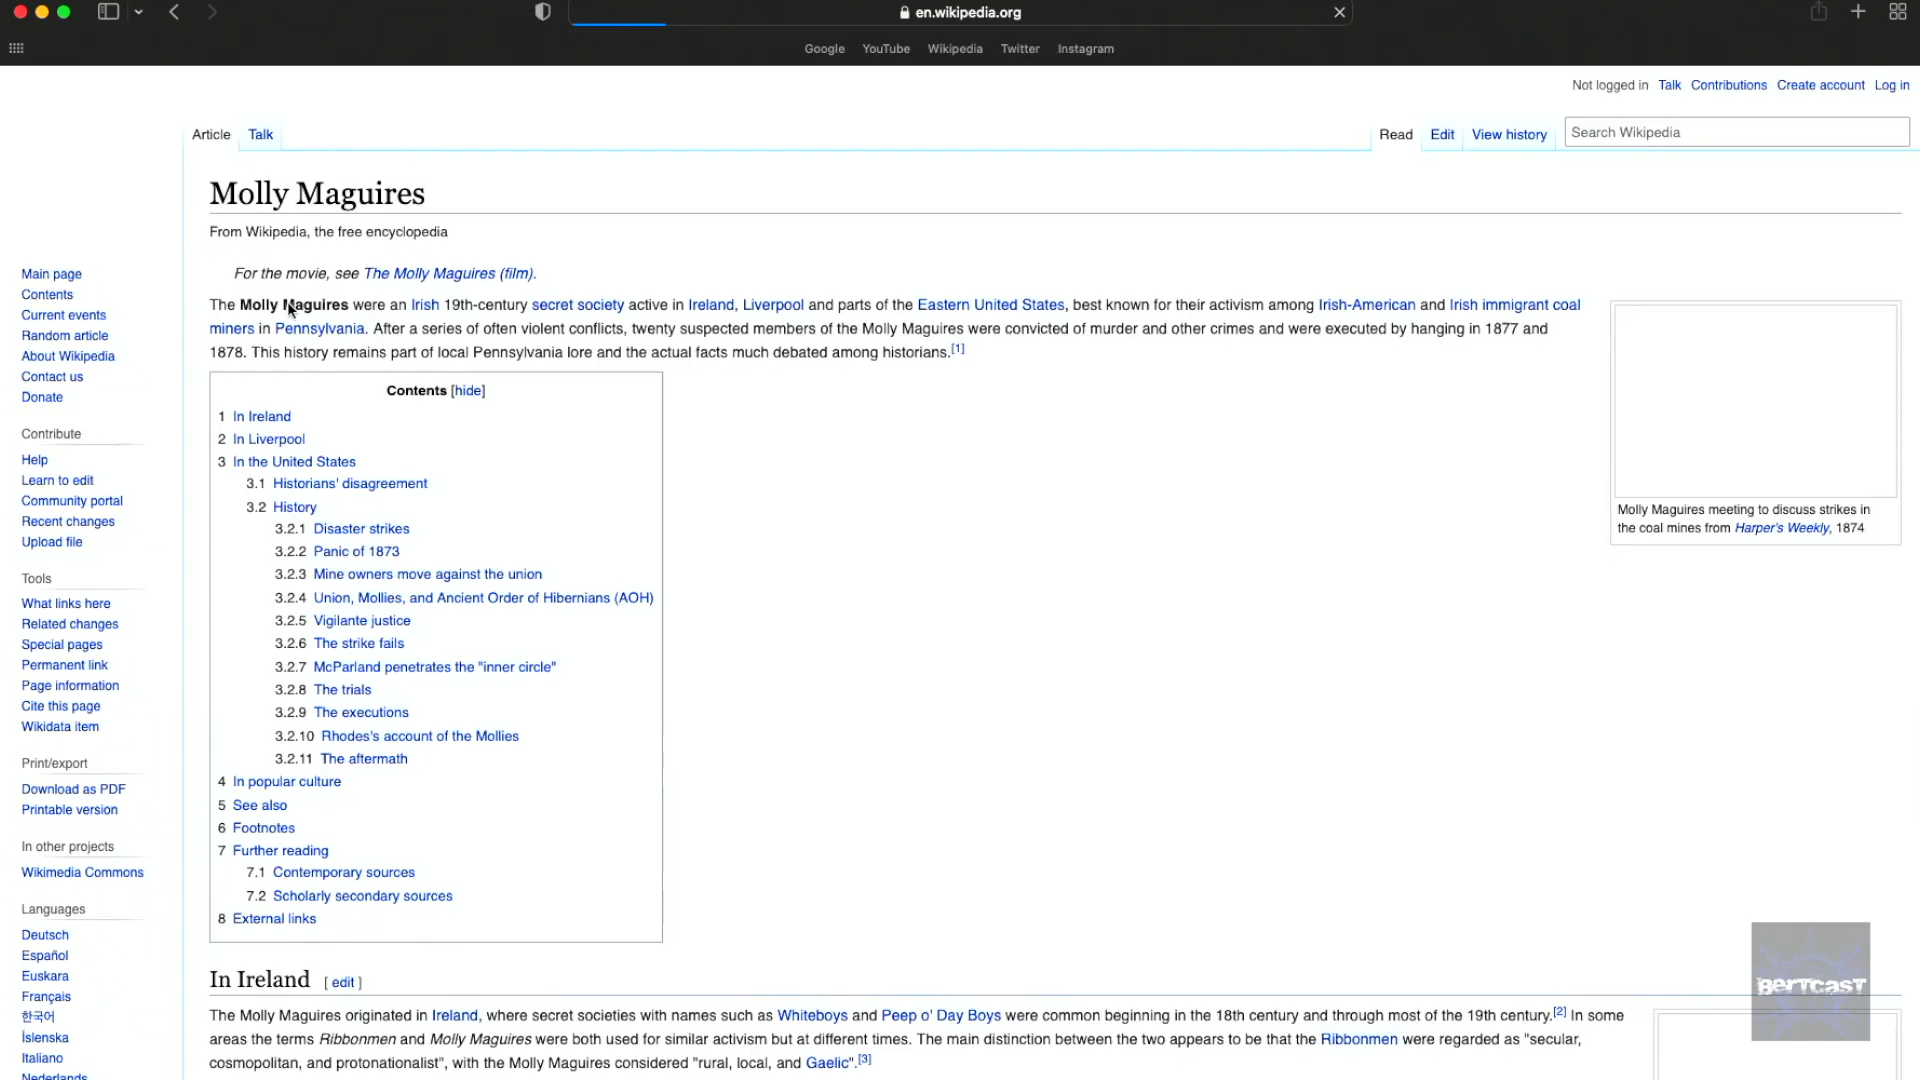 en.wikipedia.org
Google YouTube Wikipedia Twitter Instagram
Not logged in Talk Contributions Create account Log in
Article Talk Read Edit View history Search Wikipedia
Molly Maguires
From Wikipedia, the free encyclopedia
For the movie, see The Molly Maguires (film).
The Molly Maguires were an Irish 19th-century secret society active in Ireland, Liverpool and parts of the Eastern United States, best known for their activism among Irish-American and Irish immigrant coal
miners in Pennsylvania. After a series of often violent conflicts, twenty suspected members of the Molly Maguires were convicted of murder and other crimes and were executed by hanging in 1877 and
1878. This history remains part of local Pennsylvania lore and the actual facts much debated among historians.[1]
Molly Maguires meeting to discuss strikes in
the coal mines from Harper's Weekly, 1874
Main page
Contents
Current events
Random article
About Wikipedia
Contact us
Donate
Contribute
Help
Learn to edit
Community portal
Recent changes
Upload file
Tools
What links here
Related changes
Special pages
Permanent link
Page information
Cite this page
Wikidata item
Print/export
Download as PDF
Printable version
In other projects
Wikimedia Commons
Languages
Deutsch
Español
Euskara
Français
한국어
Íslenska
Italiano
Nederlands
Contents [hide]
1 In Ireland
2 In Liverpool
3 In the United States
3.1 Historians' disagreement
3.2 History
3.2.1 Disaster strikes
3.2.2 Panic of 1873
3.2.3 Mine owners move against the union
3.2.4 Union, Mollies, and Ancient Order of Hibernians (AOH)
3.2.5 Vigilante justice
3.2.6 The strike fails
3.2.7 McParland penetrates the "inner circle"
3.2.8 The trials
3.2.9 The executions
3.2.10 Rhodes's account of the Mollies
3.2.11 The aftermath
4 In popular culture
5 See also
6 Footnotes
7 Further reading
7.1 Contemporary sources
7.2 Scholarly secondary sources
8 External links
In Ireland [ edit ]
The Molly Maguires originated in Ireland, where secret societies with names such as Whiteboys and Peep o' Day Boys were common beginning in the 18th century and through most of the 19th century.[2] In some
areas the terms Ribbonmen and Molly Maguires were both used for similar activism but at different times. The main distinction between the two appears to be that the Ribbonmen were regarded as "secular,
cosmopolitan, and protonationalist", with the Molly Maguires considered "rural, local, and Gaelic".[3]
BERTCAST